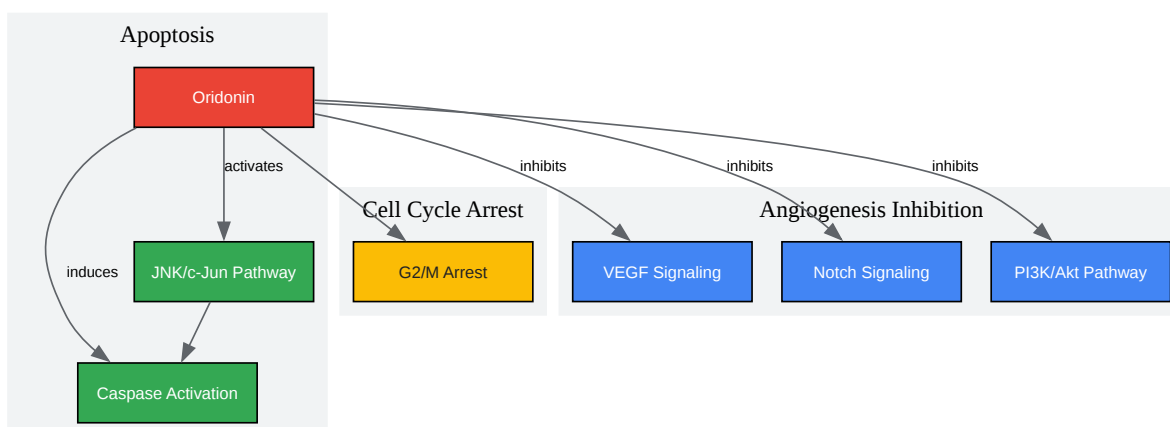 Apoptosis
Oridonin
activates
inhibits
inhibits
inhibits
Cell Cycle Arrest
Angiogenesis Inhibition
induces
JNK/c-Jun Pathway
G2/M Arrest
VEGF Signaling
Notch Signaling
PI3K/Akt Pathway
Caspase Activation